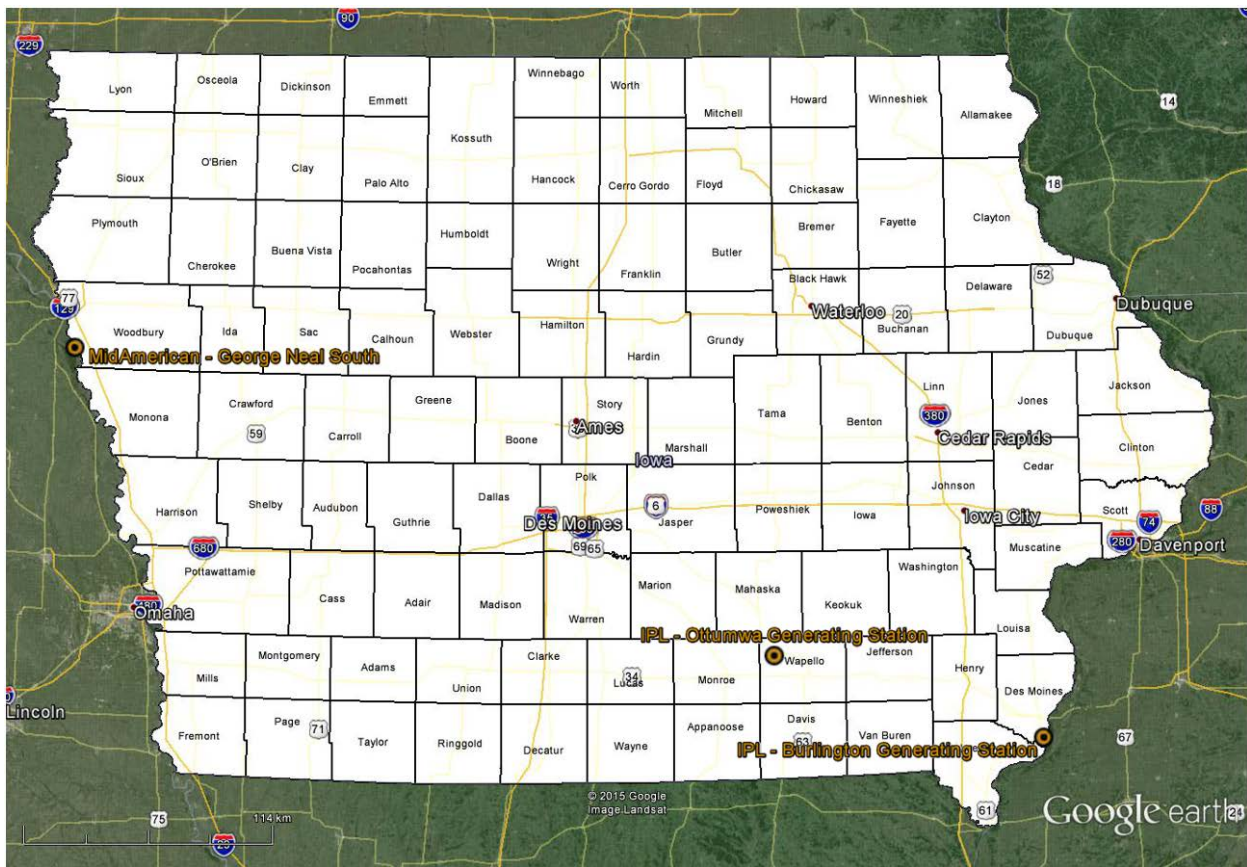 90
229
Lyon
Osceola
Dickinson
Emmett
Winnebago
Worth
Mitchell
Howard
Winneshiek
Allamakee
14
Kossuth
Sioux
O'Brien
Clay
Palo Alto
Hancock
Cerro Gordo
Floyd
Chickasaw
18
Plymouth
Cherokee
Buena Vista
Pocahontas
Humboldt
Wright
Franklin
Butler
Bremer
Fayette
Clayton
77
129
Woodbury
Ida
Sac
Calhoun
Webster
Hamilton
Hardin
Grundy
Black Hawk
Waterloo
Buchanan
20
Delaware
52
Dubuque
Dubuque
MidAmerican - George Neal South
Monona
Crawford
59
Carroll
Greene
Boone
Story
Ames
Marshall
Tama
Benton
Linn
380
Cedar Rapids
Jones
Jackson
Clinton
Iowa
Harrison
Shelby
Audubon
Guthrie
Dallas
Polk
35
Des Moines
69
65
6
Jasper
Poweshiek
Iowa
Johnson
Iowa City
Cedar
Scott
74
88
280
Davenport
Muscatine
680
Pottawattamie
480
Omaha
Cass
Adair
Madison
Warren
Marion
Mahaska
Keokuk
Washington
Louisa
IPL - Ottumwa Generating Station
Mills
Montgomery
Adams
Union
Clarke
34
Lucas
Monroe
Wapello
Jefferson
Henry
Des Moines
Lincoln
Fremont
Page
71
Taylor
Ringgold
Decatur
Wayne
Appanoose
Davis
63
Van Buren
IPL - Burlington Generating Station
67
61
75
29
114 km
© 2015 Google
Image Landsat
Google earth
24